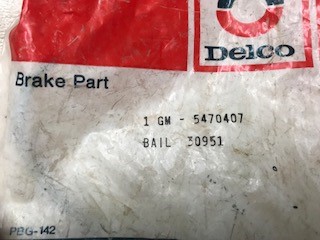 Delco
Brake Part
1 GM - 5470407
BAIL 30951
PBG-142